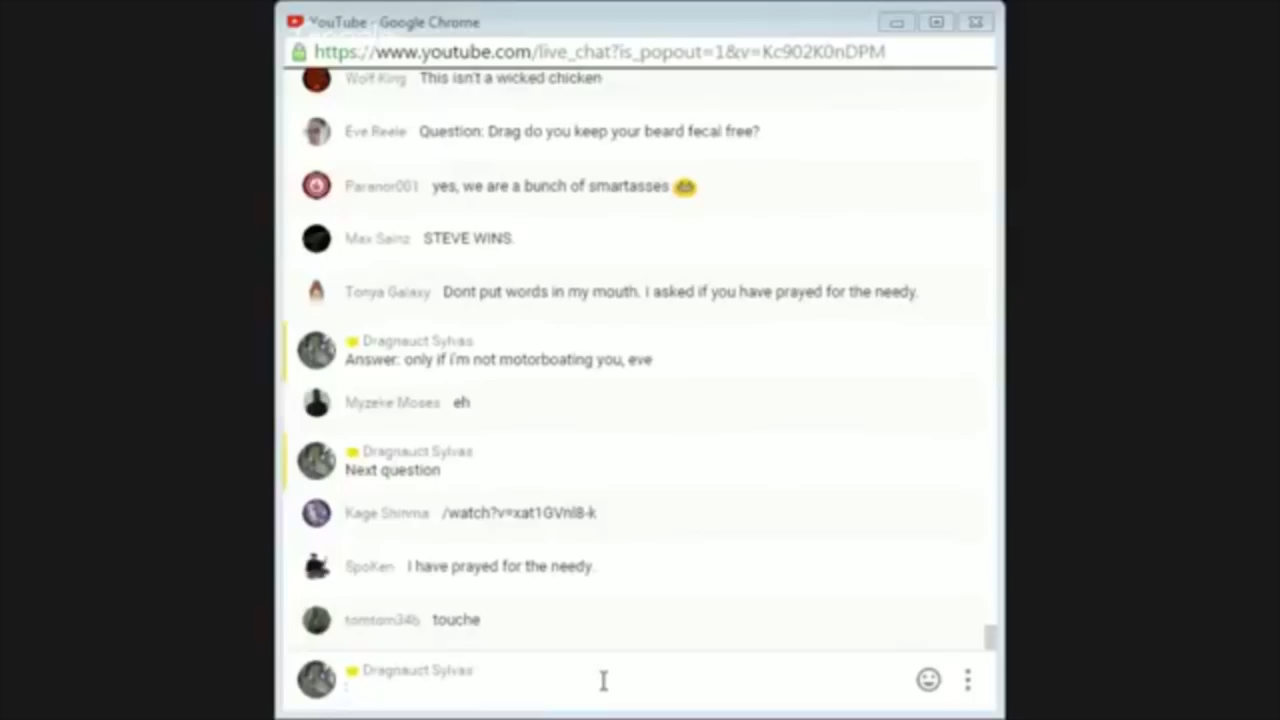 YouTube - Google Chrome
https://www.youtube.com/live_chat?is_popout=1&v=Kc902K0nDPM
Wolf King This isn't a wicked chicken
Eve Reele Question: Drag do you keep your beard fecal free?
Paranor001 yes, we are a bunch of smartasses
Max Sainz STEVE WINS.
Tonya Galaxy Dont put words in my mouth. I asked if you have prayed for the needy.
Dragnauct Sylvas
Answer: only if i'm not motorboating you, eve
Myzeke Moses eh
Dragnauct Sylvas
Next question
Kage Shinma /watch?v=xat1GVnl8-k
SpoKen I have prayed for the needy.
tomtom346 touche
Dragnauct Sylvas
: